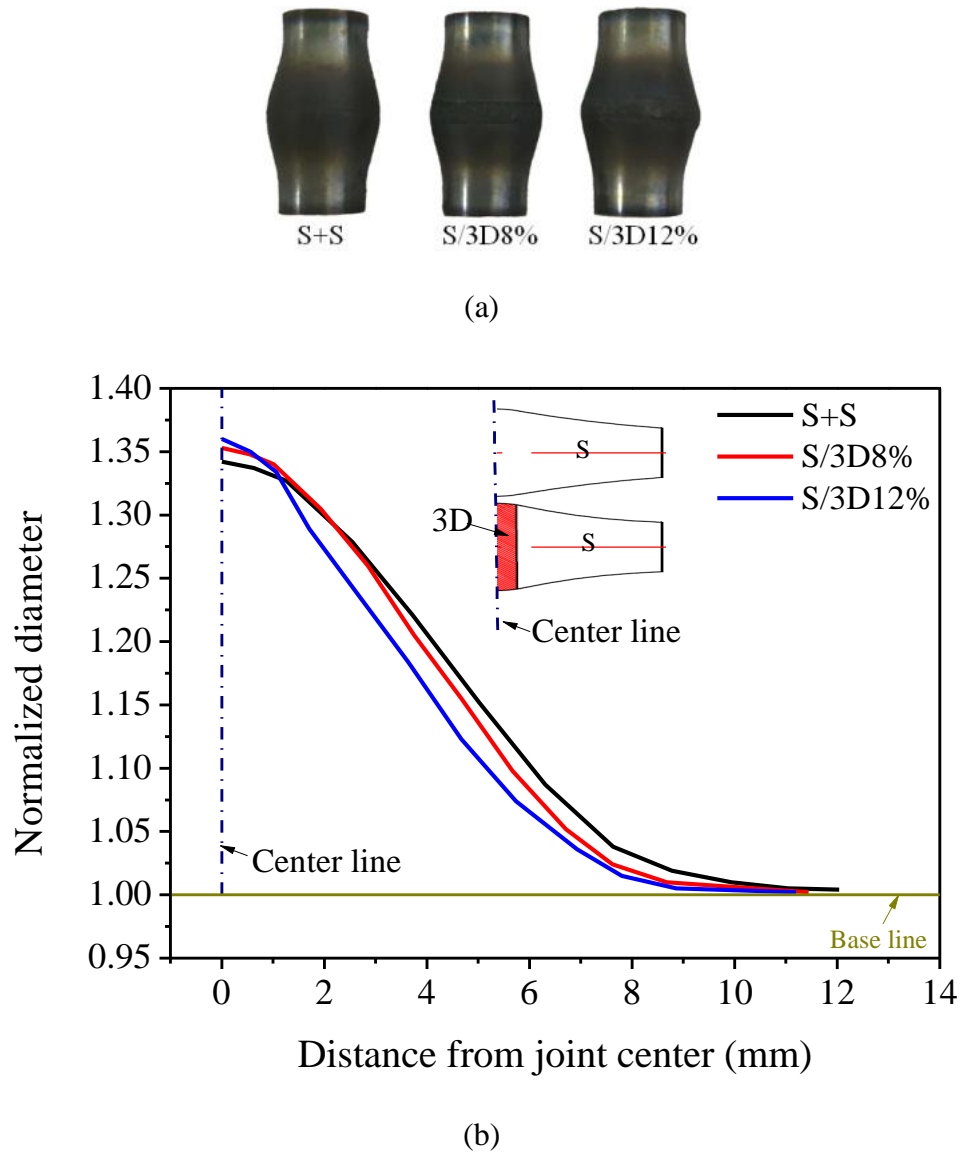 S+S
S/3D8%
S/3D12%
(a)
1.40
1.35
1.30
1.25
1.20
1.15
1.10
1.05
1.00
0.95
Normalized diameter
S+S
S/3D8%
S/3D12%
S
3D
S
Center line
Center line
Base line
0 2 4 6 8 10 12 14
Distance from joint center (mm)
(b)